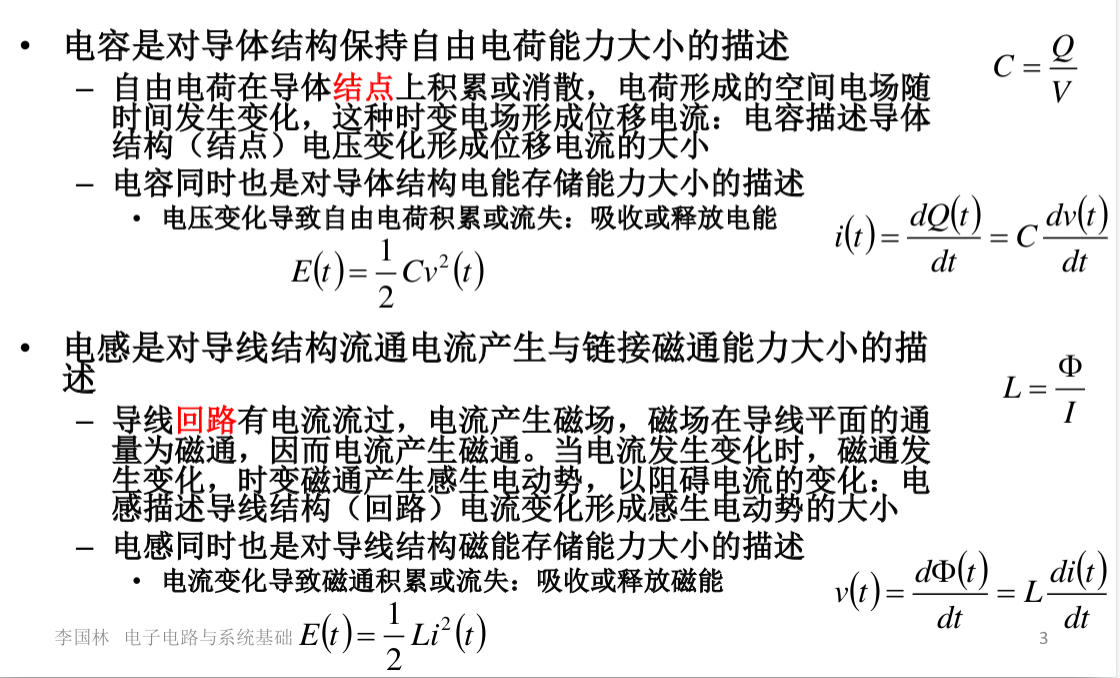 • 电容是对导体结构保持自由电荷能力大小的描述
C = Q/V
– 自由电荷在导体结点上积累或消散，电荷形成的空间电场随
时间发生变化，这种时变电场形成位移电流：电容描述导体
结构（结点）电压变化形成位移电流的大小
– 电容同时也是对导体结构电能存储能力大小的描述
• 电压变化导致自由电荷积累或流失：吸收或释放电能
i(t) = dQ(t)/dt = C dv(t)/dt
E(t) = 1/2 Cv²(t)
• 电感是对导线结构流通电流产生与链接磁通能力大小的描
述
L = Φ/I
– 导线回路有电流流过，电流产生磁场，磁场在导线平面的通
量为磁通，因而电流产生磁通。当电流发生变化时，磁通发
生变化，时变磁通产生感生电动势，以阻碍电流的变化：电
感描述导线结构（回路）电流变化形成感生电动势的大小
– 电感同时也是对导线结构磁能存储能力大小的描述
• 电流变化导致磁通积累或流失：吸收或释放磁能
v(t) = dΦ(t)/dt = L di(t)/dt
E(t) = 1/2 Li²(t)
李国林 电子电路与系统基础
3